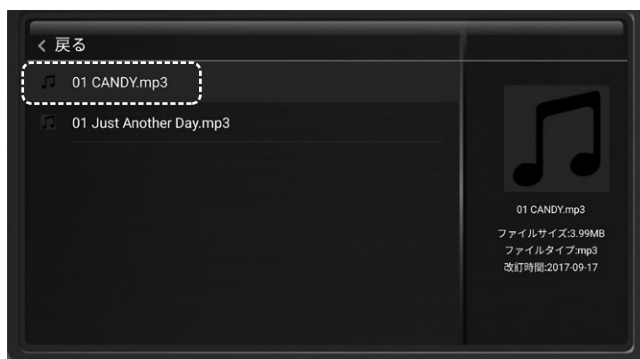 < 戻る
01 CANDY.mp3
01 Just Another Day.mp3
01 CANDY.mp3
ファイルサイズ:3.99MB
ファイルタイプ:mp3
改訂時間:2017-09-17